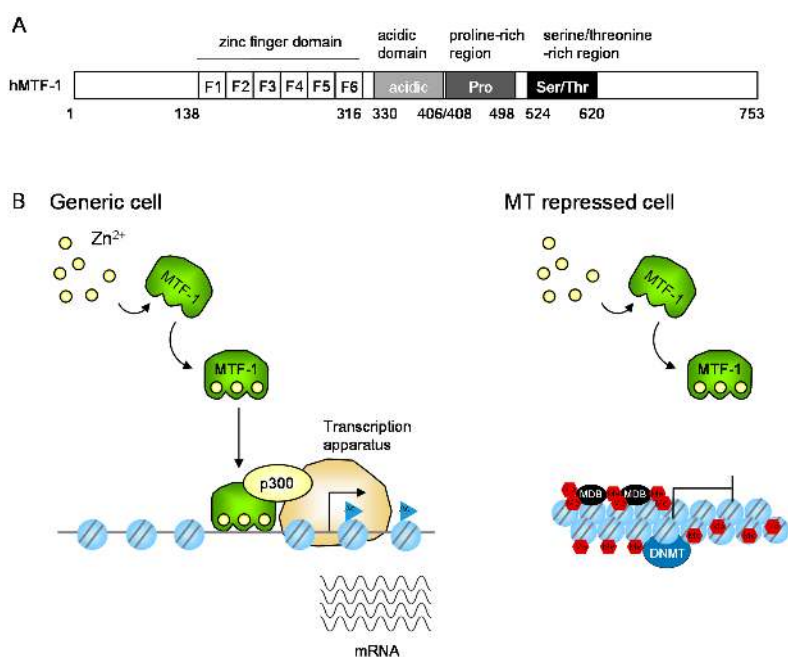 A
zinc finger domain
acidic
domain
proline-rich
region
serine/threonine
-rich region
hMTF-1
F1 F2 F3 F4 F5 F6 acidic Pro Ser/Thr
1 138 316 330 406/408 498 524 620 753
B Generic cell
MT repressed cell
Zn2+
MTF-1
MTF-1
MTF-1
MTF-1
Transcription
apparatus
p300
MDB MDB
DNMT
mRNA